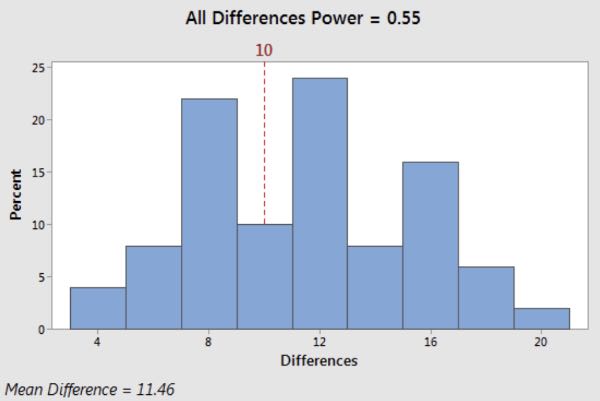 All Differences Power = 0.55
10
25
20
15
10
5
0
Percent
4 8 12 16 20
Differences
Mean Difference = 11.46